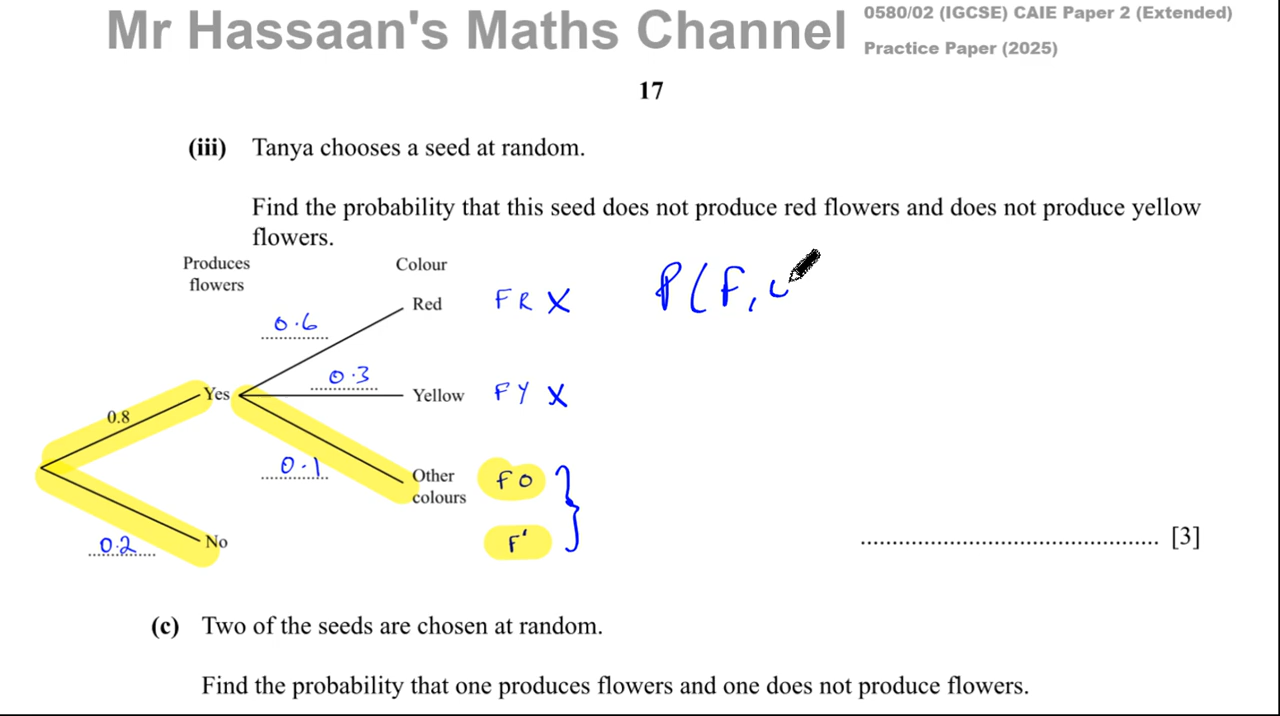 Mr Hassaan's Maths Channel
0580/02 (IGCSE) CAIE Paper 2 (Extended)
Practice Paper (2025)
17
(iii) Tanya chooses a seed at random.
Find the probability that this seed does not produce red flowers and does not produce yellow
flowers.
Produces
flowers
Colour
P(F,
0.6
Red
FR X
0.3
Yes
Yellow
FY X
0.8
0.1
Other
colours
FO
0.2
No
F'
[3]
(c) Two of the seeds are chosen at random.
Find the probability that one produces flowers and one does not produce flowers.